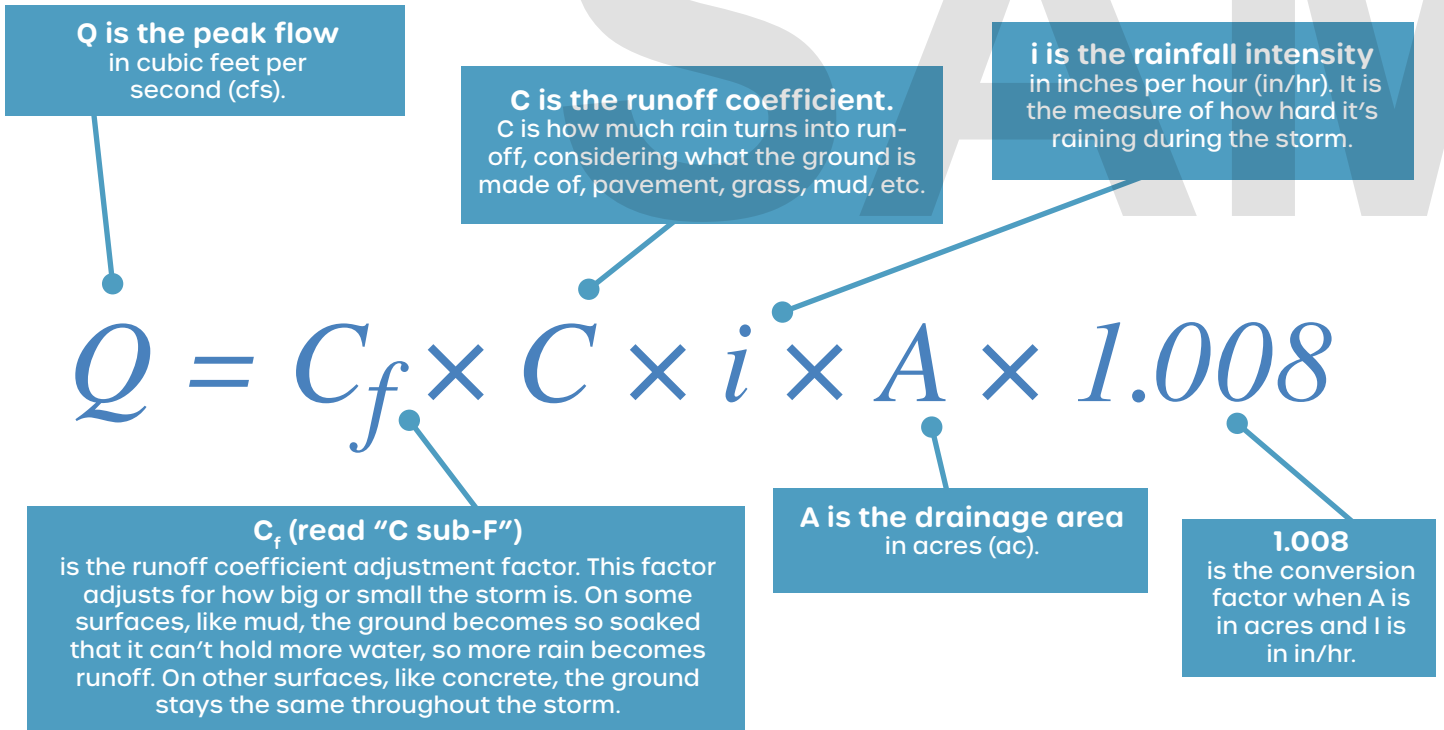 Q is the peak flow
in cubic feet per
second (cfs).
C is the runoff coefficient.
C is how much rain turns into run-
off, considering what the ground is
made of, pavement, grass, mud, etc.
i is the rainfall intensity
in inches per hour (in/hr). It is
the measure of how hard it's
raining during the storm.
Q = C_f × C × i × A × 1.008
C_f (read “C sub-F”)
is the runoff coefficient adjustment factor. This factor
adjusts for how big or small the storm is. On some
surfaces, like mud, the ground becomes so soaked
that it can't hold more water, so more rain becomes
runoff. On other surfaces, like concrete, the ground
stays the same throughout the storm.
A is the drainage area
in acres (ac).
1.008
is the conversion
factor when A is
in acres and I is
in in/hr.